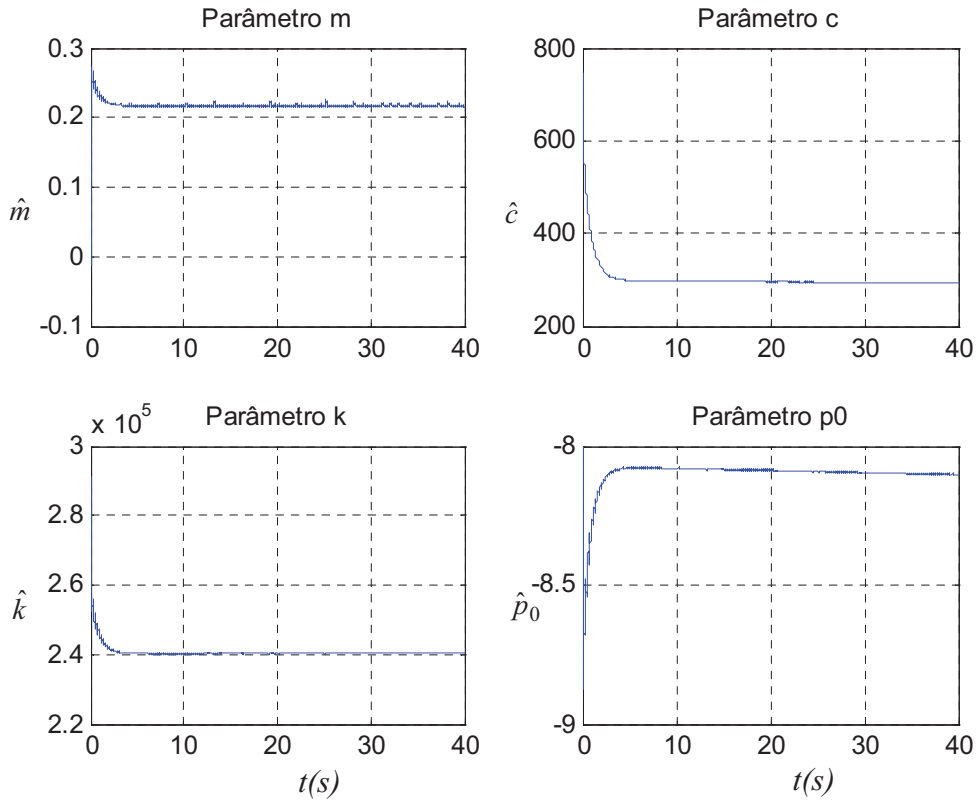 Parâmetro m
0.3
0.2
0.1
0
-0.1
m̂
0 10 20 30 40
Parâmetro c
800
600
400
200
ĉ
0 10 20 30 40
Parâmetro k
x 10^5
3
2.8
2.6
2.4
2.2
k̂
0 10 20 30 40
t(s)
Parâmetro p0
-8
-8.5
-9
p̂₀
0 10 20 30 40
t(s)